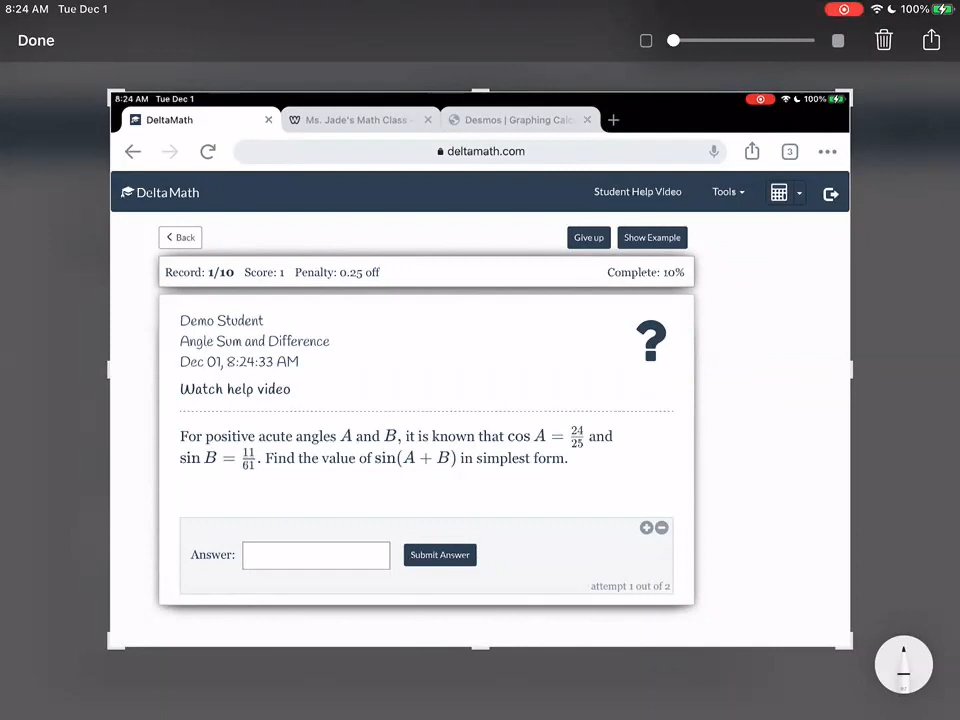 8:24 AM Tue Dec 1
100%
Done
8:24 AM Tue Dec 1
100%
DeltaMath
Ms. Jade's Math Class -
Desmos | Graphing Calc
deltamath.com
3
DeltaMath
Student Help Video
Tools
Back
Give up
Show Example
Record: 1/10 Score: 1 Penalty: 0.25 off
Complete: 10%
Demo Student
Angle Sum and Difference
Dec 01, 8:24:33 AM
Watch help video
?
For positive acute angles A and B, it is known that cos A = 24/25 and
sin B = 11/61. Find the value of sin(A + B) in simplest form.
Answer:
Submit Answer
attempt 1 out of 2